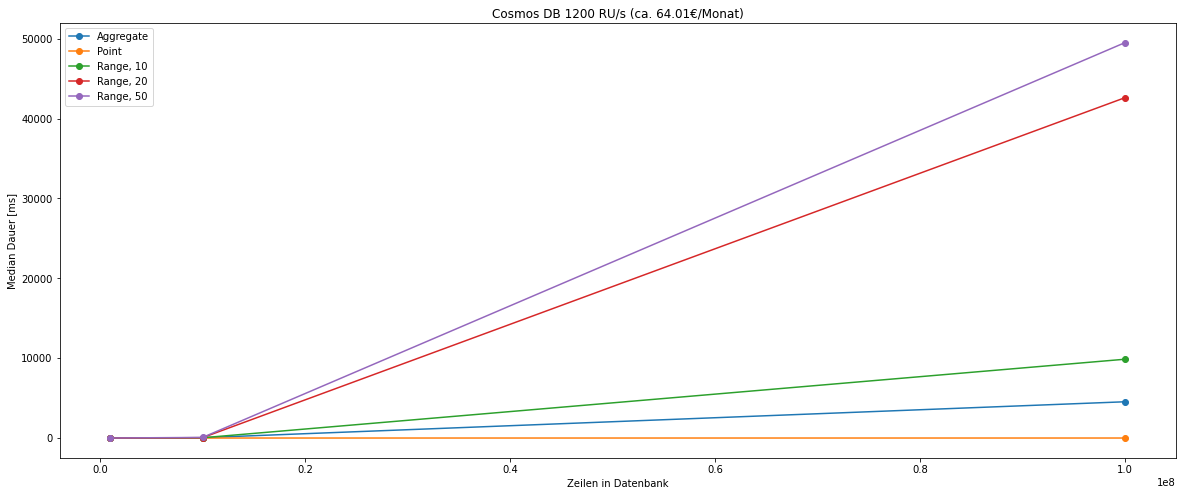 Cosmos DB 1200 RU/s (ca. 64.01€/Monat)
Aggregate
Point
Range, 10
Range, 20
Range, 50
Median Dauer [ms]
50000
40000
30000
20000
10000
0
0.0 0.2 0.4 0.6 0.8 1.0
1e8
Zeilen in Datenbank